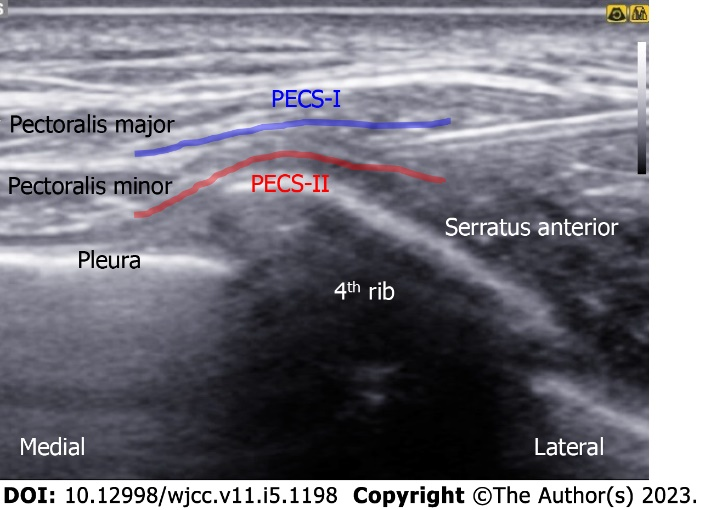 s
PECS-I
Pectoralis major
Pectoralis minor
PECS-II
Serratus anterior
Pleura
4th rib
Medial
Lateral
DOI: 10.12998/wjcc.v11.i5.1198 Copyright ©The Author(s) 2023.